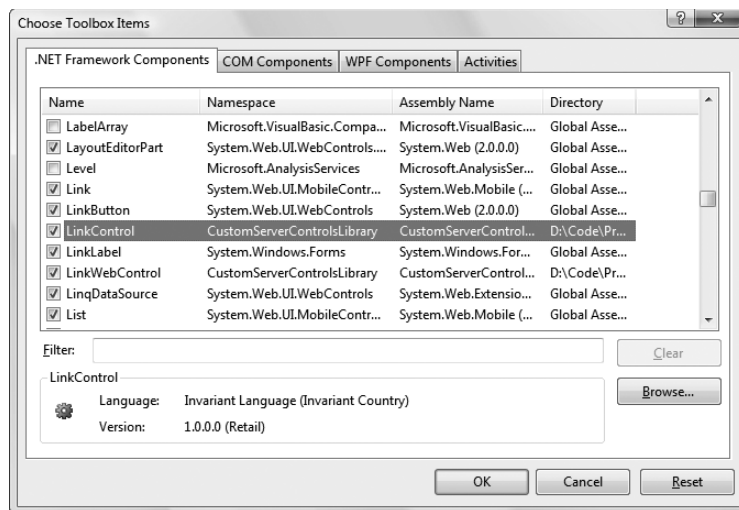 Choose Toolbox Items
.NET Framework Components COM Components WPF Components Activities
Name Namespace Assembly Name Directory
LabelArray Microsoft.VisualBasic.Compa... Microsoft.VisualBasic.... Global Asse...
LayoutEditorPart System.Web.UI.WebControls.... System.Web (2.0.0.0) Global Asse...
Level Microsoft.AnalysisServices Microsoft.AnalysisSer... Global Asse...
Link System.Web.UI.MobileContr... System.Web.Mobile (... Global Asse...
LinkButton System.Web.UI.WebControls System.Web (2.0.0.0) Global Asse...
LinkControl CustomServerControlsLibrary CustomServerControl... D:\Code\Pr...
LinkLabel System.Windows.Forms System.Windows.For... Global Asse...
LinkWebControl CustomServerControlsLibrary CustomServerControl... D:\Code\Pr...
LinqDataSource System.Web.UI.WebControls System.Web.Extensio... Global Asse...
List System.Web.UI.MobileContr... System.Web.Mobile (... Global Asse...
Filter: Clear
LinkControl
Browse...
Language: Invariant Language (Invariant Country)
Version: 1.0.0.0 (Retail)
OK Cancel Reset